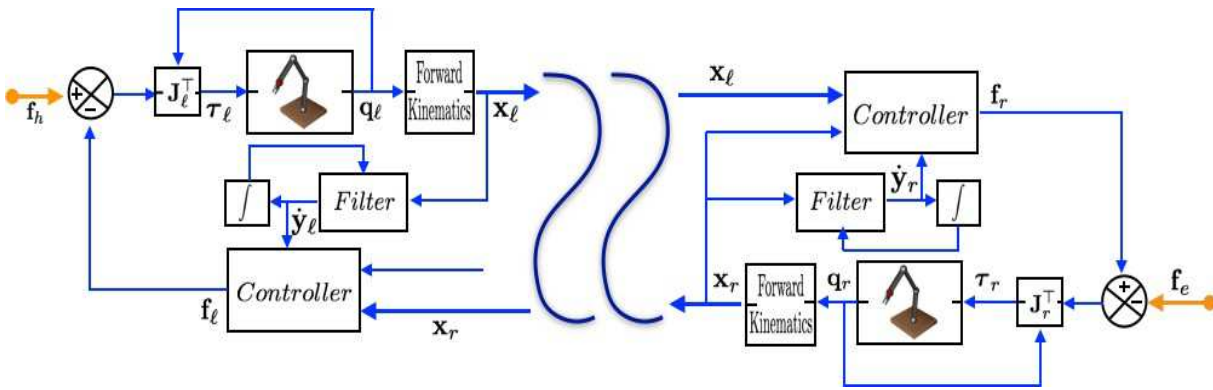 f_h
+
−
J_ℓ^⊤
τ_ℓ
q_ℓ
Forward
Kinematics
x_ℓ
∫
ẏ_ℓ
Filter
Controller
f_ℓ
x_r
x_ℓ
Controller
f_r
Filter
ẏ_r
∫
x_r
Forward
Kinematics
q_r
τ_r
J_r^⊤
+
−
f_e